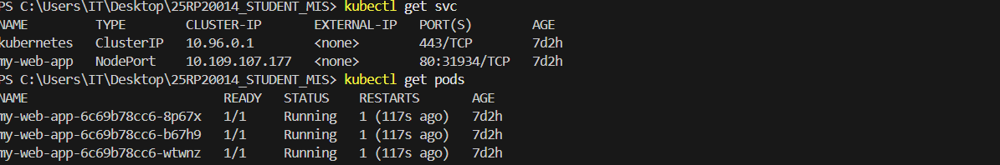 PS C:\Users\IT\Desktop\25RP20014_STUDENT_MIS> kubectl get svc
NAME         TYPE        CLUSTER-IP       EXTERNAL-IP   PORT(S)        AGE
kubernetes   ClusterIP   10.96.0.1        <none>        443/TCP        7d2h
my-web-app   NodePort    10.109.107.177   <none>        80:31934/TCP   7d2h
PS C:\Users\IT\Desktop\25RP20014_STUDENT_MIS> kubectl get pods
NAME                          READY   STATUS    RESTARTS       AGE
my-web-app-6c69b78cc6-8p67x   1/1     Running   1 (117s ago)   7d2h
my-web-app-6c69b78cc6-b67h9   1/1     Running   1 (117s ago)   7d2h
my-web-app-6c69b78cc6-wtwnz   1/1     Running   1 (117s ago)   7d2h